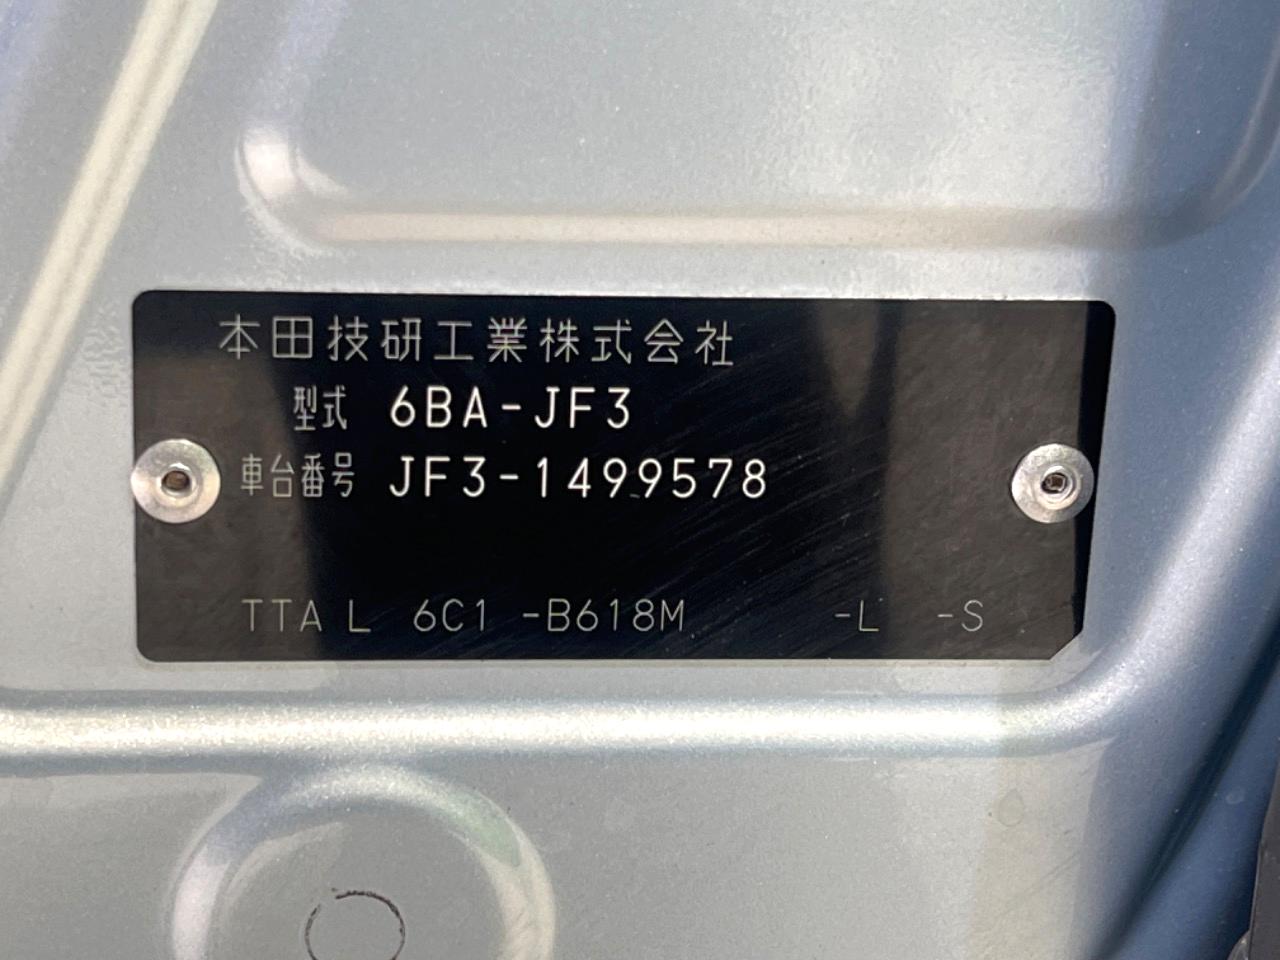 本田技研工業株式会社
型式 6BA-JF3
車台番号 JF3-1499578
TTA L 6C1 -B618M -L -S